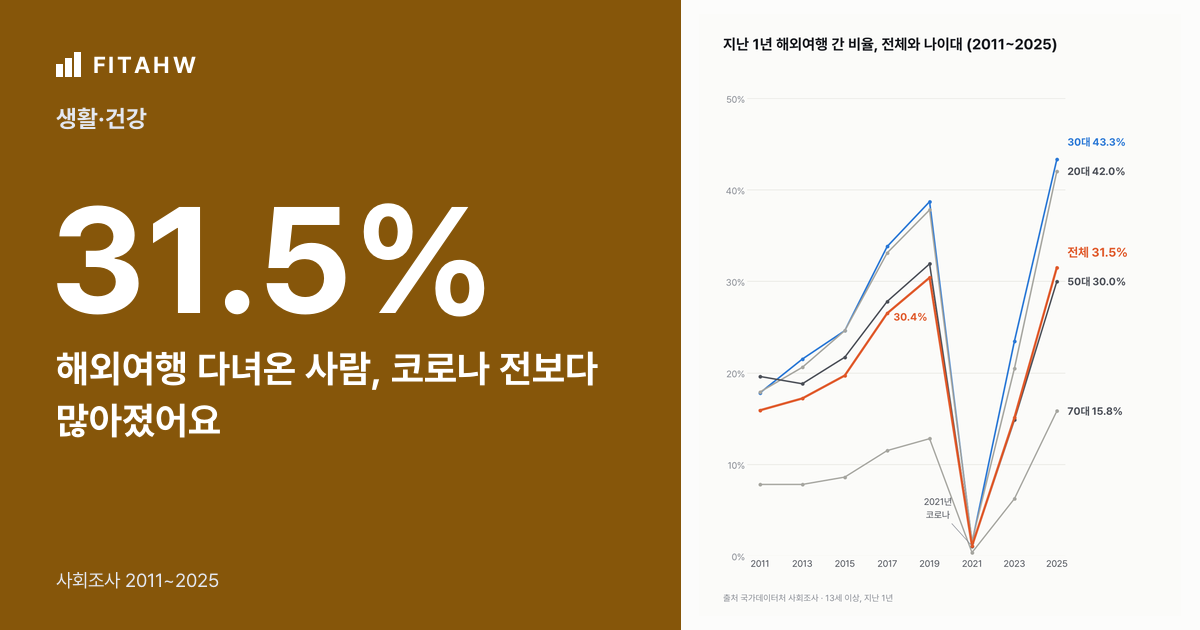 FITAHW
생활·건강
31.5%
해외여행 다녀온 사람, 코로나 전보다
많아졌어요
사회조사 2011~2025
지난 1년 해외여행 간 비율, 전체와 나이대 (2011~2025)
50%
40%
30%
20%
10%
0%
30대 43.3%
20대 42.0%
전체 31.5%
50대 30.0%
70대 15.8%
30.4%
2021년
코로나
2011 2013 2015 2017 2019 2021 2023 2025
출처 국가데이터처 사회조사 · 13세 이상, 지난 1년